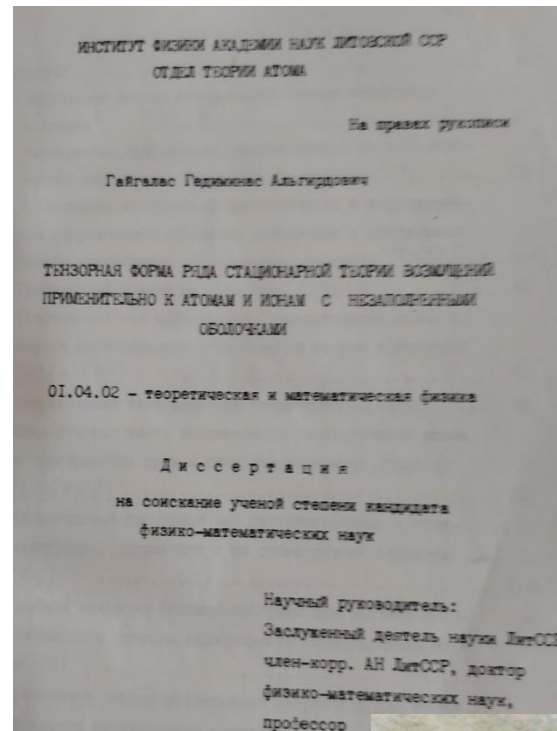 ИНСТИТУТ ФИЗИКИ АКАДЕМИИ НАУК ЛИТОВСКОЙ ССР
ОТДЕЛ ТЕОРИИ АТОМА
На правах рукописи
Гайгалас Гедиминас Альгирдович
ТЕНЗОРНАЯ ФОРМА РЯДА СТАЦИОНАРНОЙ ТЕОРИИ ВОЗМУЩЕНИЙ
ПРИМЕНИТЕЛЬНО К АТОМАМ И ИОНАМ С НЕЗАПОЛНЕННЫМИ
ОБОЛОЧКАМИ
01.04.02 - теоретическая и математическая физика
Д и с с е р т а ц и я
на соискание ученой степени кандидата
физико-математических наук
Научный руководитель:
Заслуженный деятель науки ЛитССР
член-корр. АН ЛитССР, доктор
физико-математических наук,
профессор